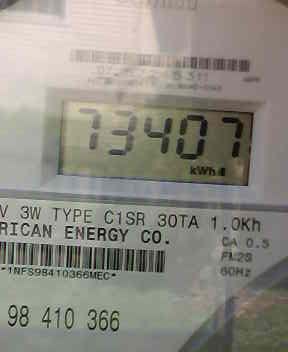 73407
kWh
V 3W TYPE C1SR 30TA 1.0Kh
RICAN ENERGY CO.
CA 0.5
FM2S
60Hz
*1NFS98410366MEC*
98 410 366